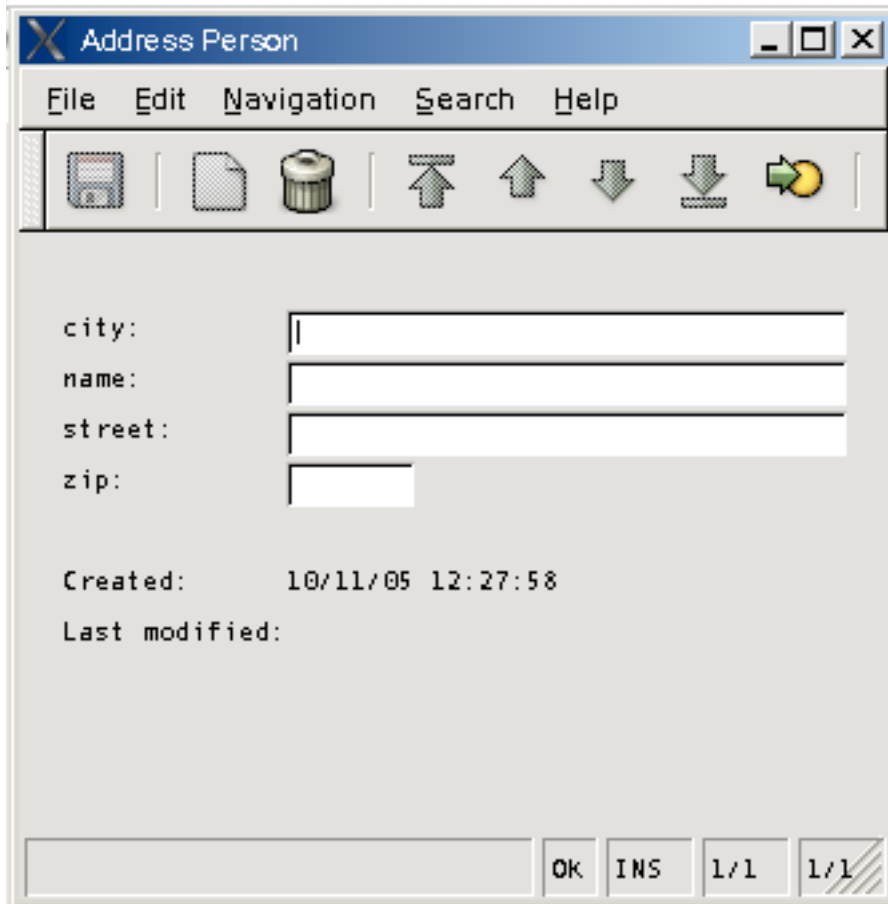 Address Person
File Edit Navigation Search Help
city:
name:
street:
zip:
Created: 10/11/05 12:27:58
Last modified:
OK INS 1/1 1/1